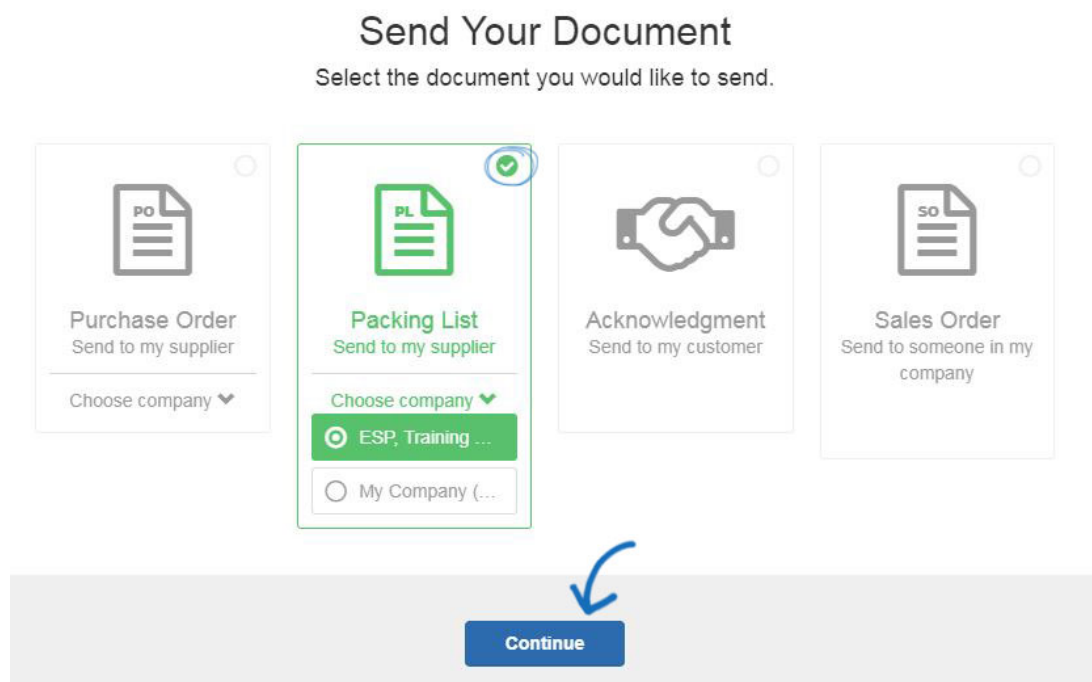 Send Your Document
Select the document you would like to send.
PO
Purchase Order
Send to my supplier
Choose company
PL
Packing List
Send to my supplier
Choose company
ESP, Training ...
My Company (...
Acknowledgment
Send to my customer
SO
Sales Order
Send to someone in my
company
Continue